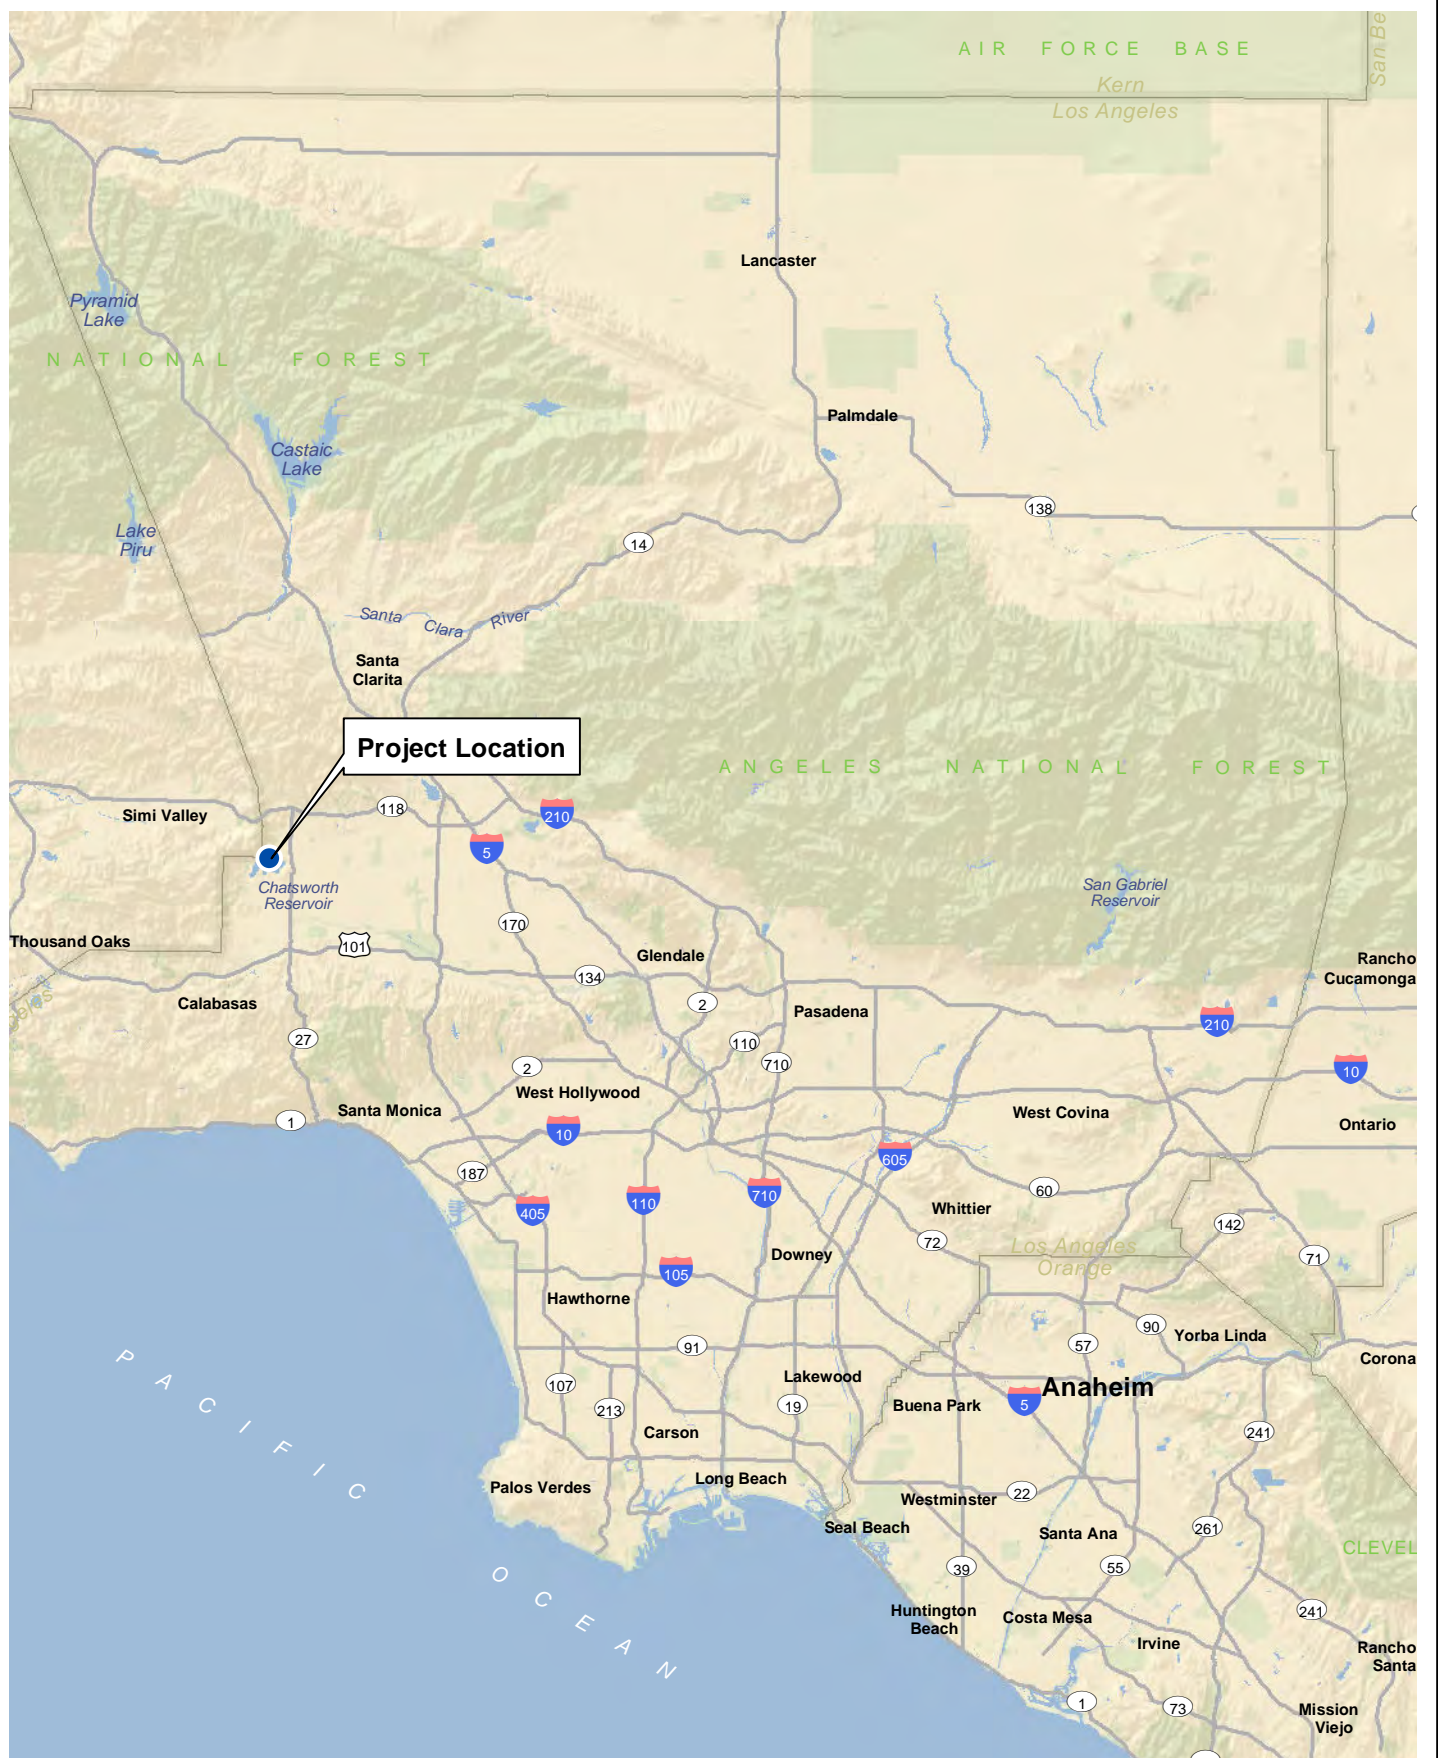 AIR FORCE BASE
San Be
Kern
Los Angeles
Lancaster
Pyramid
Lake
NATIONAL FOREST
Palmdale
Castaic
Lake
138
Lake
Piru
14
Santa Clara River
Santa
Clarita
Project Location
ANGELES NATIONAL FOREST
Simi Valley
118
210
5
Chatsworth
Reservoir
San Gabriel
Reservoir
170
Thousand Oaks
101
Glendale
134
Rancho
Cucamonga
Calabasas
2
Pasadena
210
27
110
710
2
10
West Hollywood
Santa Monica
1
West Covina
10
Ontario
605
187
60
710
110
405
Whittier
142
72
Los Angeles
Orange
Downey
71
105
Hawthorne
90
Yorba Linda
91
57
Corona
Lakewood
107
Anaheim
5
Buena Park
19
213
Carson
241
PACIFIC
Long Beach
Palos Verdes
22
Westminster
Seal Beach
Santa Ana
261
CLEVEL
39
55
OCEAN
Huntington
Beach
Costa Mesa
241
Irvine
Rancho
Santa
1
73
Mission
Viejo